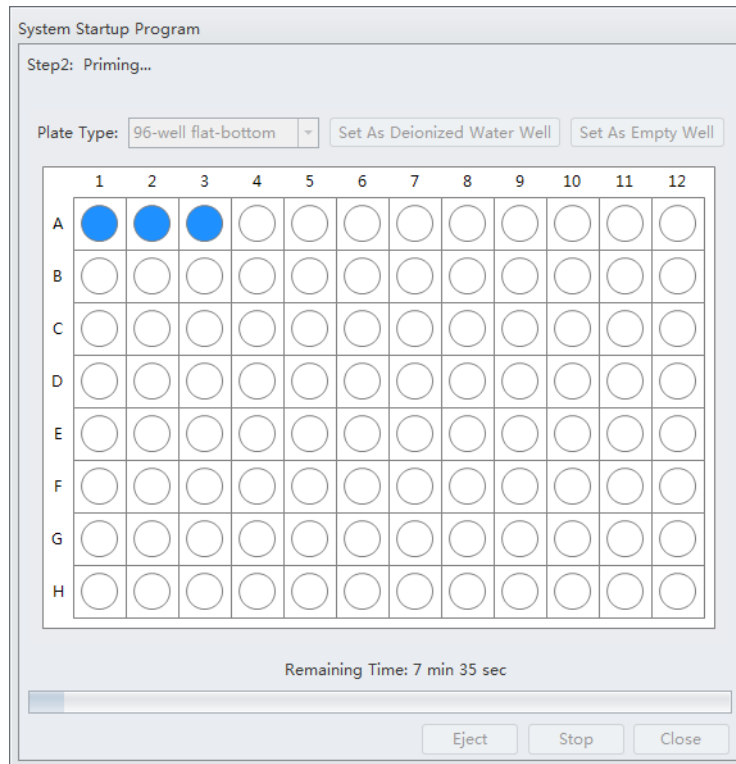 System Startup Program
Step2: Priming...
Plate Type: 96-well flat-bottom Set As Deionized Water Well Set As Empty Well
1 2 3 4 5 6 7 8 9 10 11 12
A
B
C
D
E
F
G
H
Remaining Time: 7 min 35 sec
Eject Stop Close